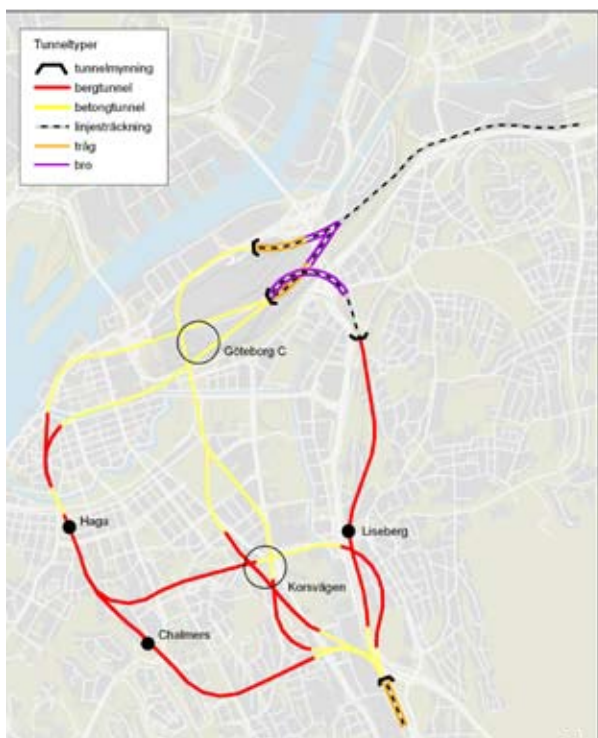 Tunneltyper
tunnelmynning
bergtunnel
betongtunnel
linjesträckning
tråg
bro
Göteborg C
Haga
Liseberg
Korsvägen
Chalmers